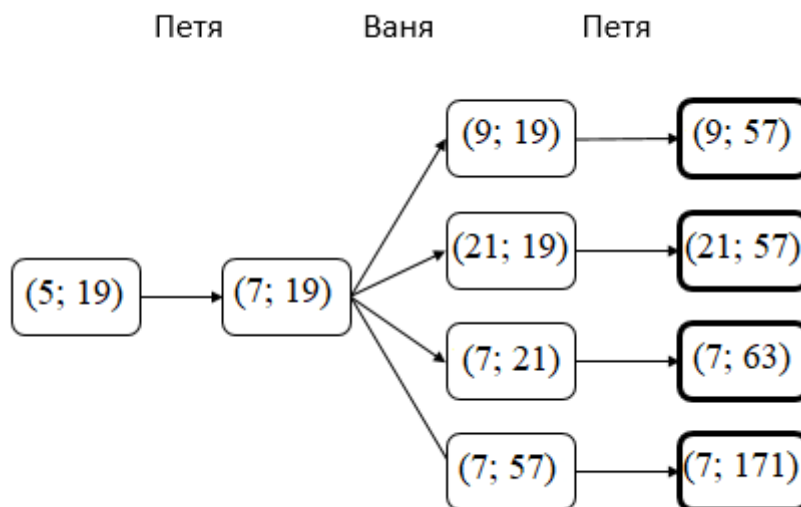 Петя Ваня Петя
(9; 19) (9; 57)
(21; 19) (21; 57)
(5; 19) (7; 19)
(7; 21) (7; 63)
(7; 57) (7; 171)